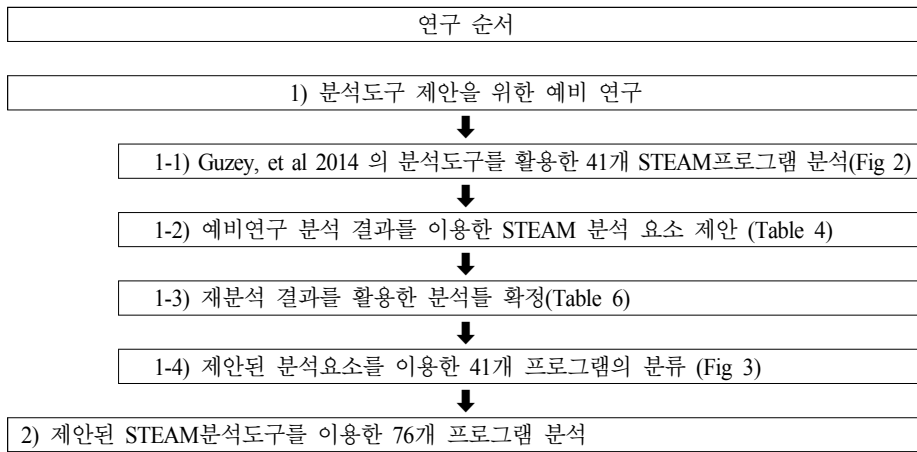 연구 순서
1) 분석도구 제안을 위한 예비 연구
1-1) Guzey, et al 2014 의 분석도구를 활용한 41개 STEAM프로그램 분석(Fig 2)
1-2) 예비연구 분석 결과를 이용한 STEAM 분석 요소 제안 (Table 4)
1-3) 재분석 결과를 활용한 분석틀 확정(Table 6)
1-4) 제안된 분석요소를 이용한 41개 프로그램의 분류 (Fig 3)
2) 제안된 STEAM분석도구를 이용한 76개 프로그램 분석